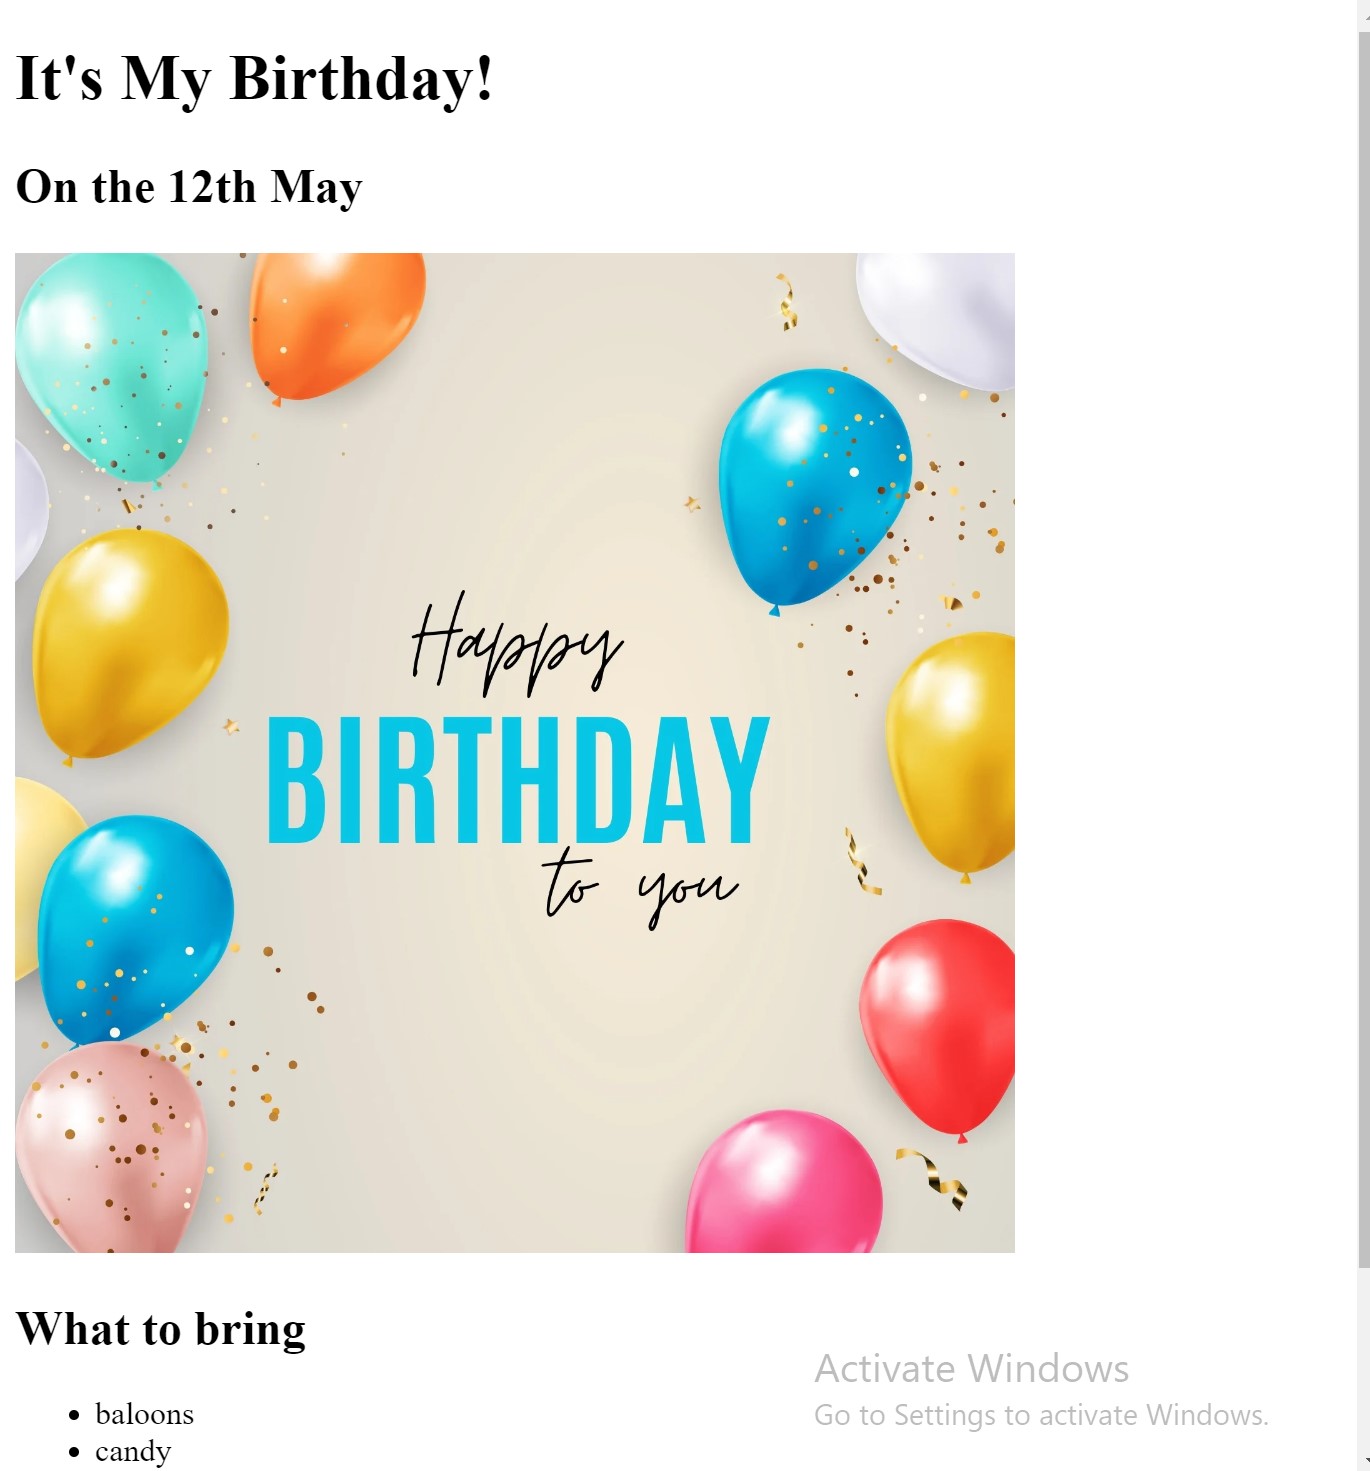 It's My Birthday!
On the 12th May
Happy
BIRTHDAY
to you
What to bring
baloons
candy
Activate Windows
Go to Settings to activate Windows.